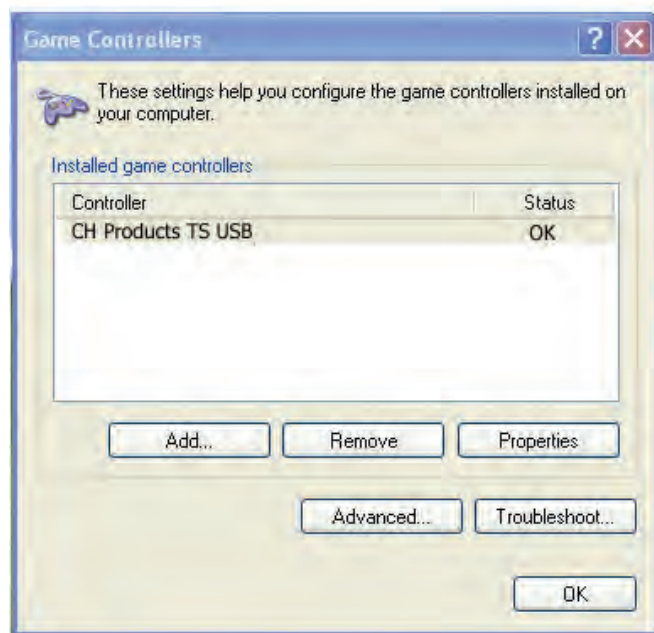 Game Controllers
?
These settings help you configure the game controllers installed on
your computer.
Installed game controllers
Controller Status
CH Products TS USB OK
Add... Remove Properties
Advanced... Troubleshoot...
OK